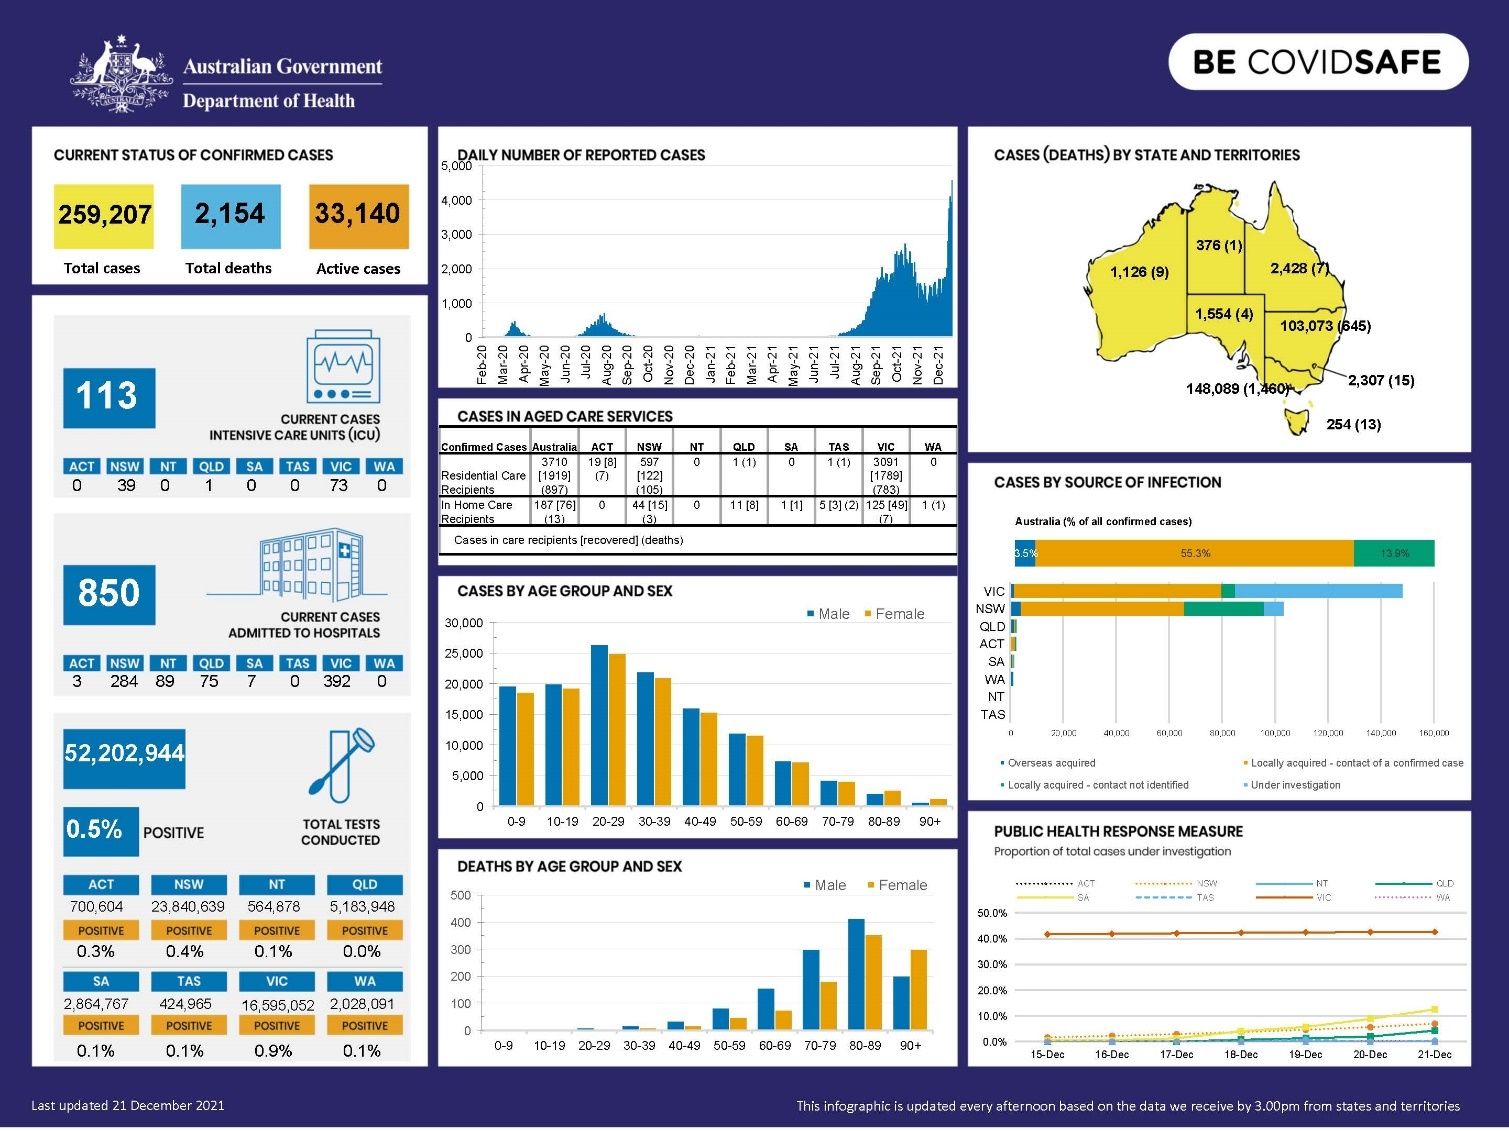 Australian Government
Department of Health
BE COVIDSAFE
CURRENT STATUS OF CONFIRMED CASES
259,207
2,154
33,140
Total cases
Total deaths
Active cases
113
CURRENT CASES
INTENSIVE CARE UNITS (ICU)
ACT NSW NT QLD SA TAS VIC WA
0 39 0 1 0 0 73 0
850
CURRENT CASES
ADMITTED TO HOSPITALS
ACT NSW NT QLD SA TAS VIC WA
3 284 89 75 7 0 392 0
52,202,944
0.5% POSITIVE
TOTAL TESTS
CONDUCTED
ACT NSW NT QLD
700,604 23,840,639 564,878 5,183,948
POSITIVE POSITIVE POSITIVE POSITIVE
0.3% 0.4% 0.1% 0.0%
SA TAS VIC WA
2,864,767 424,965 16,595,052 2,028,091
POSITIVE POSITIVE POSITIVE POSITIVE
0.1% 0.1% 0.9% 0.1%
DAILY NUMBER OF REPORTED CASES
5,000
4,000
3,000
2,000
1,000
0
Feb-20 Mar-20 Apr-20 May-20 Jun-20 Jul-20 Aug-20 Sep-20 Oct-20 Nov-20 Dec-20 Jan-21 Feb-21 Mar-21 Apr-21 May-21 Jun-21 Jul-21 Aug-21 Sep-21 Oct-21 Nov-21 Dec-21
CASES IN AGED CARE SERVICES
Confirmed Cases Australia ACT NSW NT QLD SA TAS VIC WA
Residential Care Recipients 3710 [1919] (897) 19 [8] (7) 597 [122] (105) 0 1 (1) 0 1 (1) 3091 [1789] (783) 0
In Home Care Recipients 187 [76] (13) 0 44 [15] (3) 0 11 [8] 1 [1] 5 [3] (2) 125 [49] (7) 1 (1)
Cases in care recipients [recovered] (deaths)
CASES BY AGE GROUP AND SEX
Male Female
30,000
25,000
20,000
15,000
10,000
5,000
0
0-9 10-19 20-29 30-39 40-49 50-59 60-69 70-79 80-89 90+
DEATHS BY AGE GROUP AND SEX
Male Female
500
400
300
200
100
0
0-9 10-19 20-29 30-39 40-49 50-59 60-69 70-79 80-89 90+
CASES (DEATHS) BY STATE AND TERRITORIES
376 (1)
1,126 (9)
2,428 (7)
1,554 (4)
103,073 (645)
148,089 (1,460)
2,307 (15)
254 (13)
CASES BY SOURCE OF INFECTION
Australia (% of all confirmed cases)
3.5% 55.3% 13.9%
VIC
NSW
QLD
ACT
SA
WA
NT
TAS
0 20,000 40,000 60,000 80,000 100,000 120,000 140,000 160,000
Overseas acquired
Locally acquired - contact of a confirmed case
Locally acquired - contact not identified
Under investigation
PUBLIC HEALTH RESPONSE MEASURE
Proportion of total cases under investigation
ACT NSW NT QLD
SA TAS VIC WA
50.0%
40.0%
30.0%
20.0%
10.0%
0.0%
15-Dec 16-Dec 17-Dec 18-Dec 19-Dec 20-Dec 21-Dec
Last updated 21 December 2021
This infographic is updated every afternoon based on the data we receive by 3.00pm from states and territories